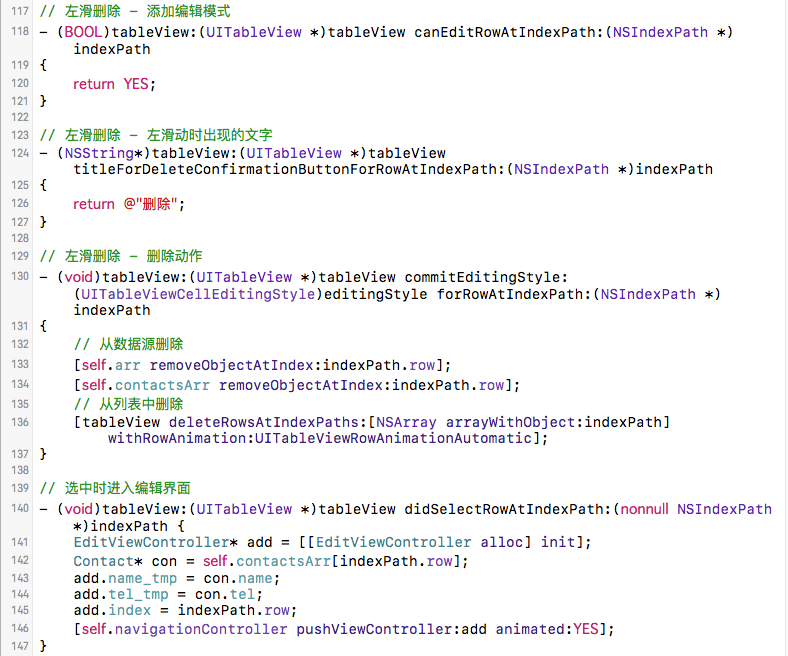 117 // 左滑删除 – 添加编辑模式
118 - (BOOL)tableView:(UITableView *)tableView canEditRowAtIndexPath:(NSIndexPath *)
indexPath
119 {
120 return YES;
121 }
122
123 // 左滑删除 – 左滑动时出现的文字
124 - (NSString*)tableView:(UITableView *)tableView
titleForDeleteConfirmationButtonForRowAtIndexPath:(NSIndexPath *)indexPath
125 {
126 return @"删除";
127 }
128
129 // 左滑删除 – 删除动作
130 - (void)tableView:(UITableView *)tableView commitEditingStyle:
(UITableViewCellEditingStyle)editingStyle forRowAtIndexPath:(NSIndexPath *)
indexPath
131 {
132 // 从数据源删除
133 [self.arr removeObjectAtIndex:indexPath.row];
134 [self.contactsArr removeObjectAtIndex:indexPath.row];
135 // 从列表中删除
136 [tableView deleteRowsAtIndexPaths:[NSArray arrayWithObject:indexPath]
withRowAnimation:UITableViewRowAnimationAutomatic];
137 }
138
139 // 选中时进入编辑界面
140 - (void)tableView:(UITableView *)tableView didSelectRowAtIndexPath:(nonnull NSIndexPath
*)indexPath {
141 EditViewController* add = [[EditViewController alloc] init];
142 Contact* con = self.contactsArr[indexPath.row];
143 add.name_tmp = con.name;
144 add.tel_tmp = con.tel;
145 add.index = indexPath.row;
146 [self.navigationController pushViewController:add animated:YES];
147 }